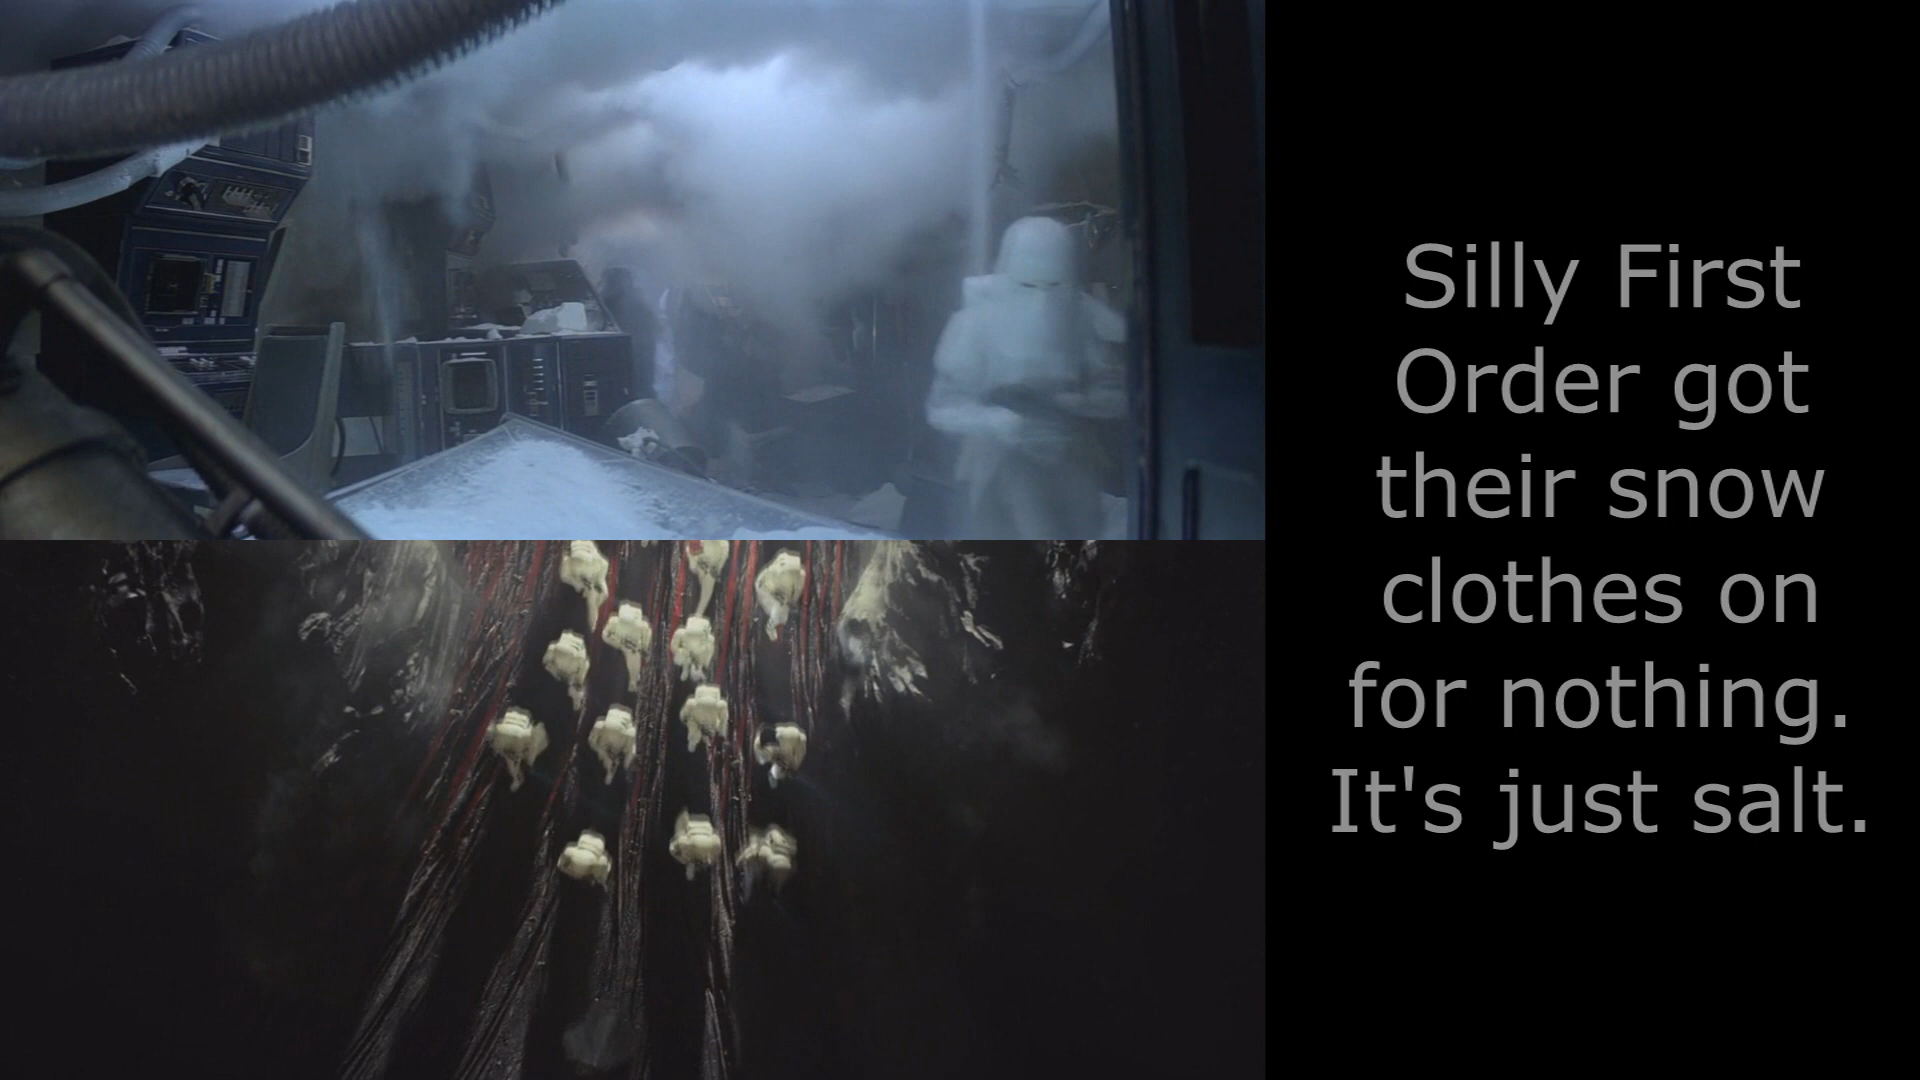 Silly First
Order got
their snow
clothes on
for nothing.
It's just salt.